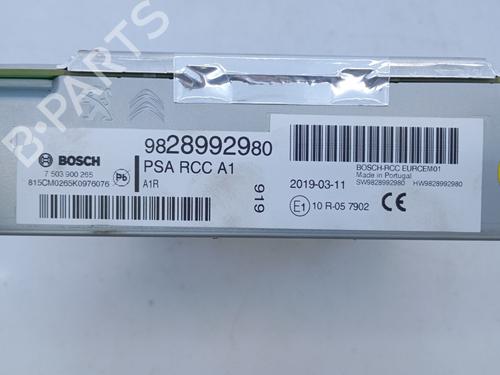 B-PARTS
BOSCH
7 503 900 265
815CM0265K0976076
Pb
9828992980
PSA RCC A1
A1R
919
BOSCH-RCC EURCEM01
Made in Portugal
2019-03-11
SW9828992980 HW9828992980
E1 10 R-05 7902 CE